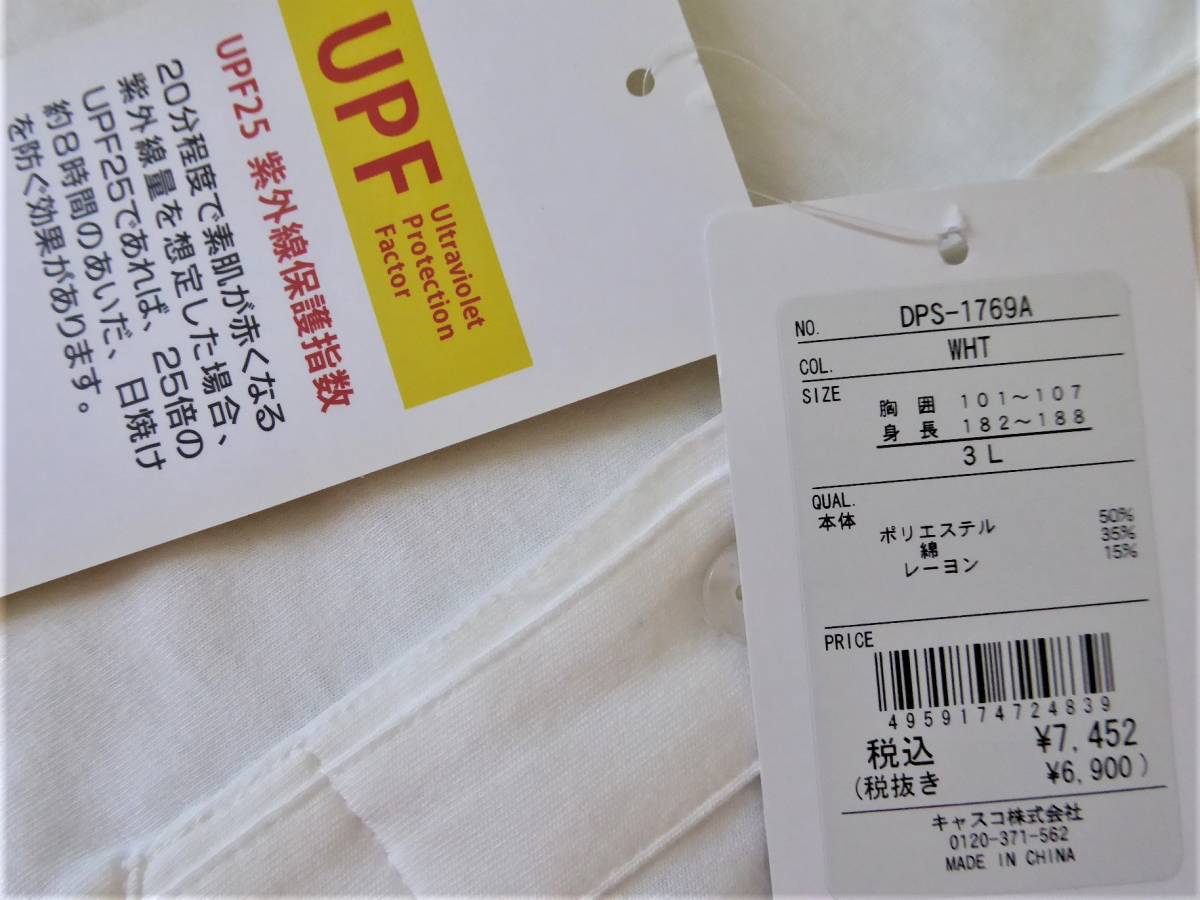 UPF
Ultraviolet
Protection
Factor
UPF25 紫外線保護指数
20分程度で素肌が赤くなる
紫外線量を想定した場合、
UPF25であれば、25倍の
約8時間のあいだ、日焼け
を防ぐ効果があります。
NO. DPS-1769A
COL. WHT
SIZE
胸囲 101～107
身長 182～188
3L
QUAL.
本体
ポリエステル 50%
綿 35%
レーヨン 15%
PRICE
4959174724839
税込 ¥7,452
(税抜き ¥6,900)
キャスコ株式会社
0120-371-562
MADE IN CHINA